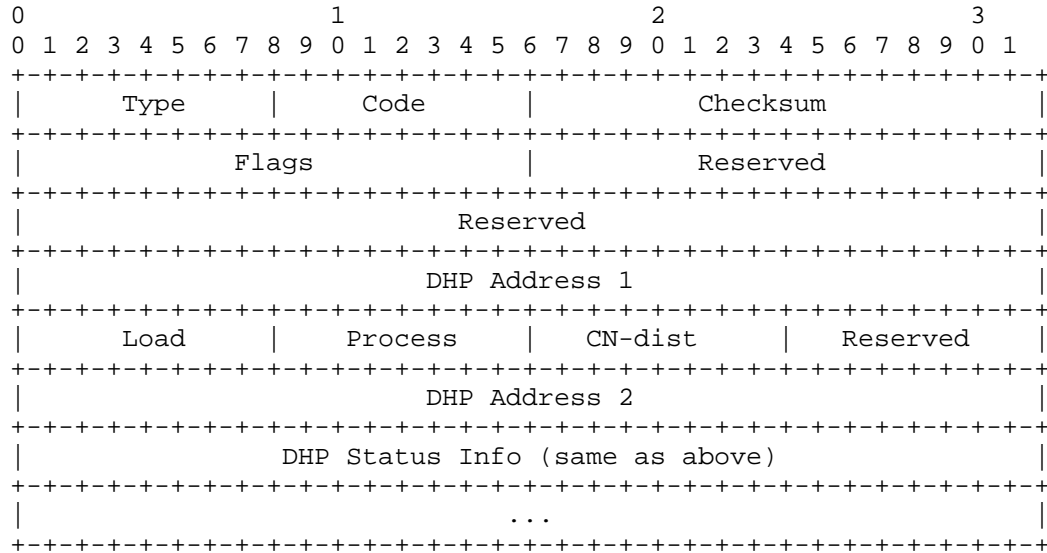 0                   1                   2                   3
0 1 2 3 4 5 6 7 8 9 0 1 2 3 4 5 6 7 8 9 0 1 2 3 4 5 6 7 8 9 0 1
+-+-+-+-+-+-+-+-+-+-+-+-+-+-+-+-+-+-+-+-+-+-+-+-+-+-+-+-+-+-+-+-+
|      Type     |     Code      |          Checksum             |
+-+-+-+-+-+-+-+-+-+-+-+-+-+-+-+-+-+-+-+-+-+-+-+-+-+-+-+-+-+-+-+-+
|             Flags             |          Reserved             |
+-+-+-+-+-+-+-+-+-+-+-+-+-+-+-+-+-+-+-+-+-+-+-+-+-+-+-+-+-+-+-+-+
|                           Reserved                            |
+-+-+-+-+-+-+-+-+-+-+-+-+-+-+-+-+-+-+-+-+-+-+-+-+-+-+-+-+-+-+-+-+
|                         DHP Address 1                         |
+-+-+-+-+-+-+-+-+-+-+-+-+-+-+-+-+-+-+-+-+-+-+-+-+-+-+-+-+-+-+-+-+
|      Load     |    Process    |   CN-dist     |   Reserved    |
+-+-+-+-+-+-+-+-+-+-+-+-+-+-+-+-+-+-+-+-+-+-+-+-+-+-+-+-+-+-+-+-+
|                         DHP Address 2                         |
+-+-+-+-+-+-+-+-+-+-+-+-+-+-+-+-+-+-+-+-+-+-+-+-+-+-+-+-+-+-+-+-+
|                DHP Status Info (same as above)                |
+-+-+-+-+-+-+-+-+-+-+-+-+-+-+-+-+-+-+-+-+-+-+-+-+-+-+-+-+-+-+-+-+
|                              ...                              |
+-+-+-+-+-+-+-+-+-+-+-+-+-+-+-+-+-+-+-+-+-+-+-+-+-+-+-+-+-+-+-+-+